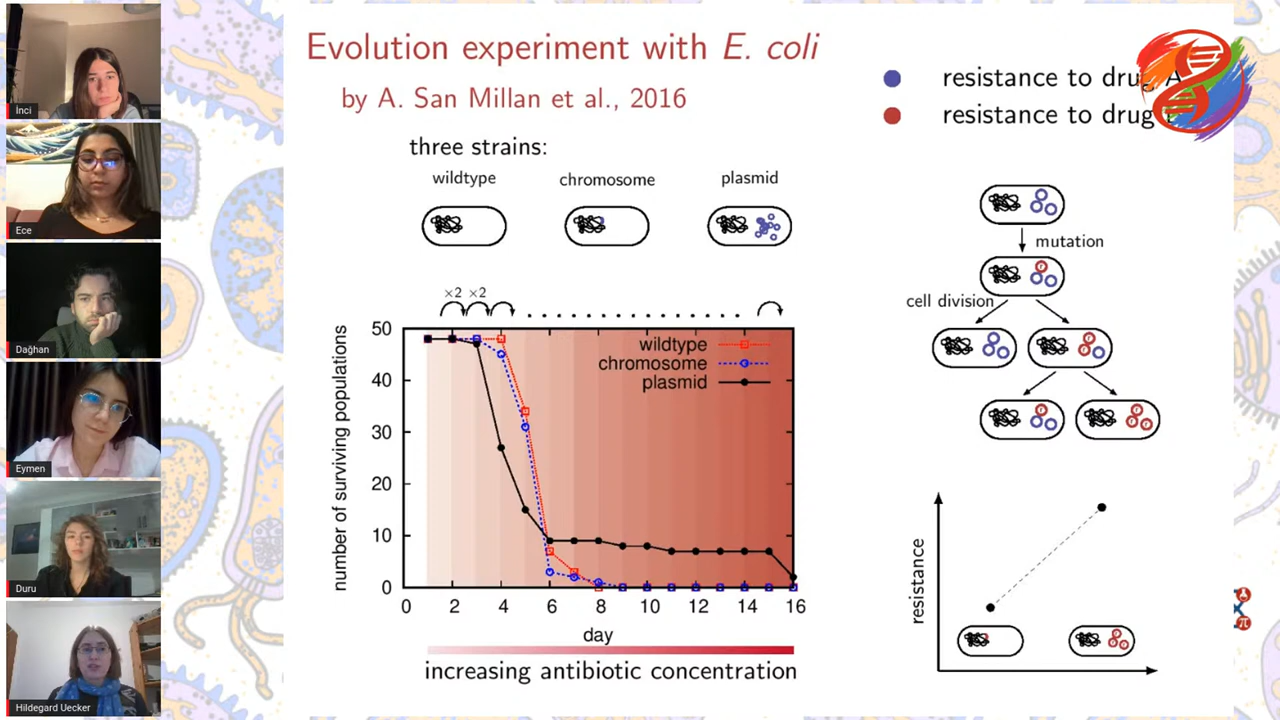 Evolution experiment with E. coli
by A. San Millan et al., 2016
resistance to drug A
resistance to drug
three strains:
wildtype
chromosome
plasmid
mutation
cell division
×2
×2
number of surviving populations
50
40
30
20
10
0
wildtype
chromosome
plasmid
0
2
4
6
8
10
12
14
16
day
increasing antibiotic concentration
resistance
İnci
Ece
Dağhan
Eymen
Duru
Hildegard Uecker
π